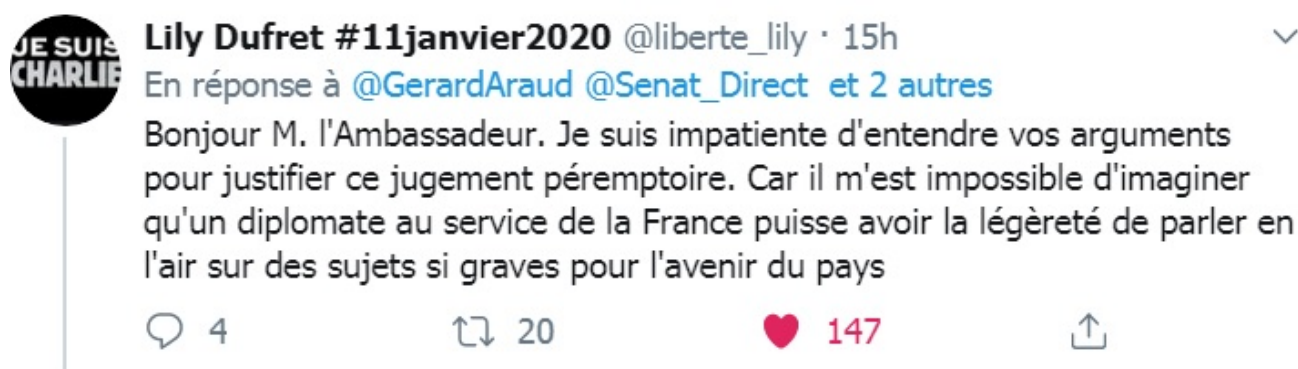 JE SUIS
CHARLIE
Lily Dufret #11janvier2020 @liberte_lily · 15h
En réponse à @GerardAraud @Senat_Direct et 2 autres
Bonjour M. l'Ambassadeur. Je suis impatiente d'entendre vos arguments
pour justifier ce jugement péremptoire. Car il m'est impossible d'imaginer
qu'un diplomate au service de la France puisse avoir la légèreté de parler en
l'air sur des sujets si graves pour l'avenir du pays
4 20 147